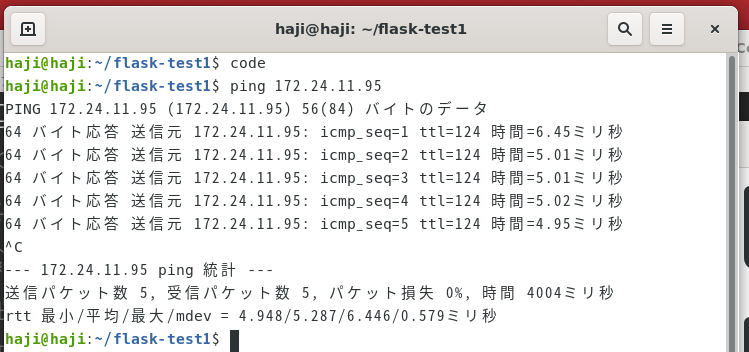 haji@haji: ~/flask-test1
haji@haji:~/flask-test1$ code
haji@haji:~/flask-test1$ ping 172.24.11.95
PING 172.24.11.95 (172.24.11.95) 56(84) バイトのデータ
64 バイト応答 送信元 172.24.11.95: icmp_seq=1 ttl=124 時間=6.45ミリ秒
64 バイト応答 送信元 172.24.11.95: icmp_seq=2 ttl=124 時間=5.01ミリ秒
64 バイト応答 送信元 172.24.11.95: icmp_seq=3 ttl=124 時間=5.01ミリ秒
64 バイト応答 送信元 172.24.11.95: icmp_seq=4 ttl=124 時間=5.02ミリ秒
64 バイト応答 送信元 172.24.11.95: icmp_seq=5 ttl=124 時間=4.95ミリ秒
^C
--- 172.24.11.95 ping 統計 ---
送信パケット数 5, 受信パケット数 5, パケット損失 0%, 時間 4004ミリ秒
rtt 最小/平均/最大/mdev = 4.948/5.287/6.446/0.579ミリ秒
haji@haji:~/flask-test1$